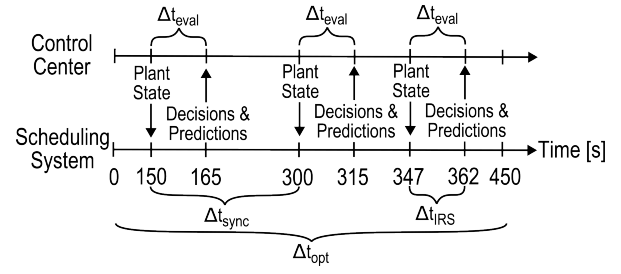 Δt_eval Δt_eval Δt_eval
Control
Center
Plant
State
Decisions &
Predictions
Plant
State
Decisions &
Predictions
Plant
State
Decisions &
Predictions
Scheduling
System
Time [s]
0 150 165 300 315 347 362 450
Δt_sync Δt_IRS
Δt_opt